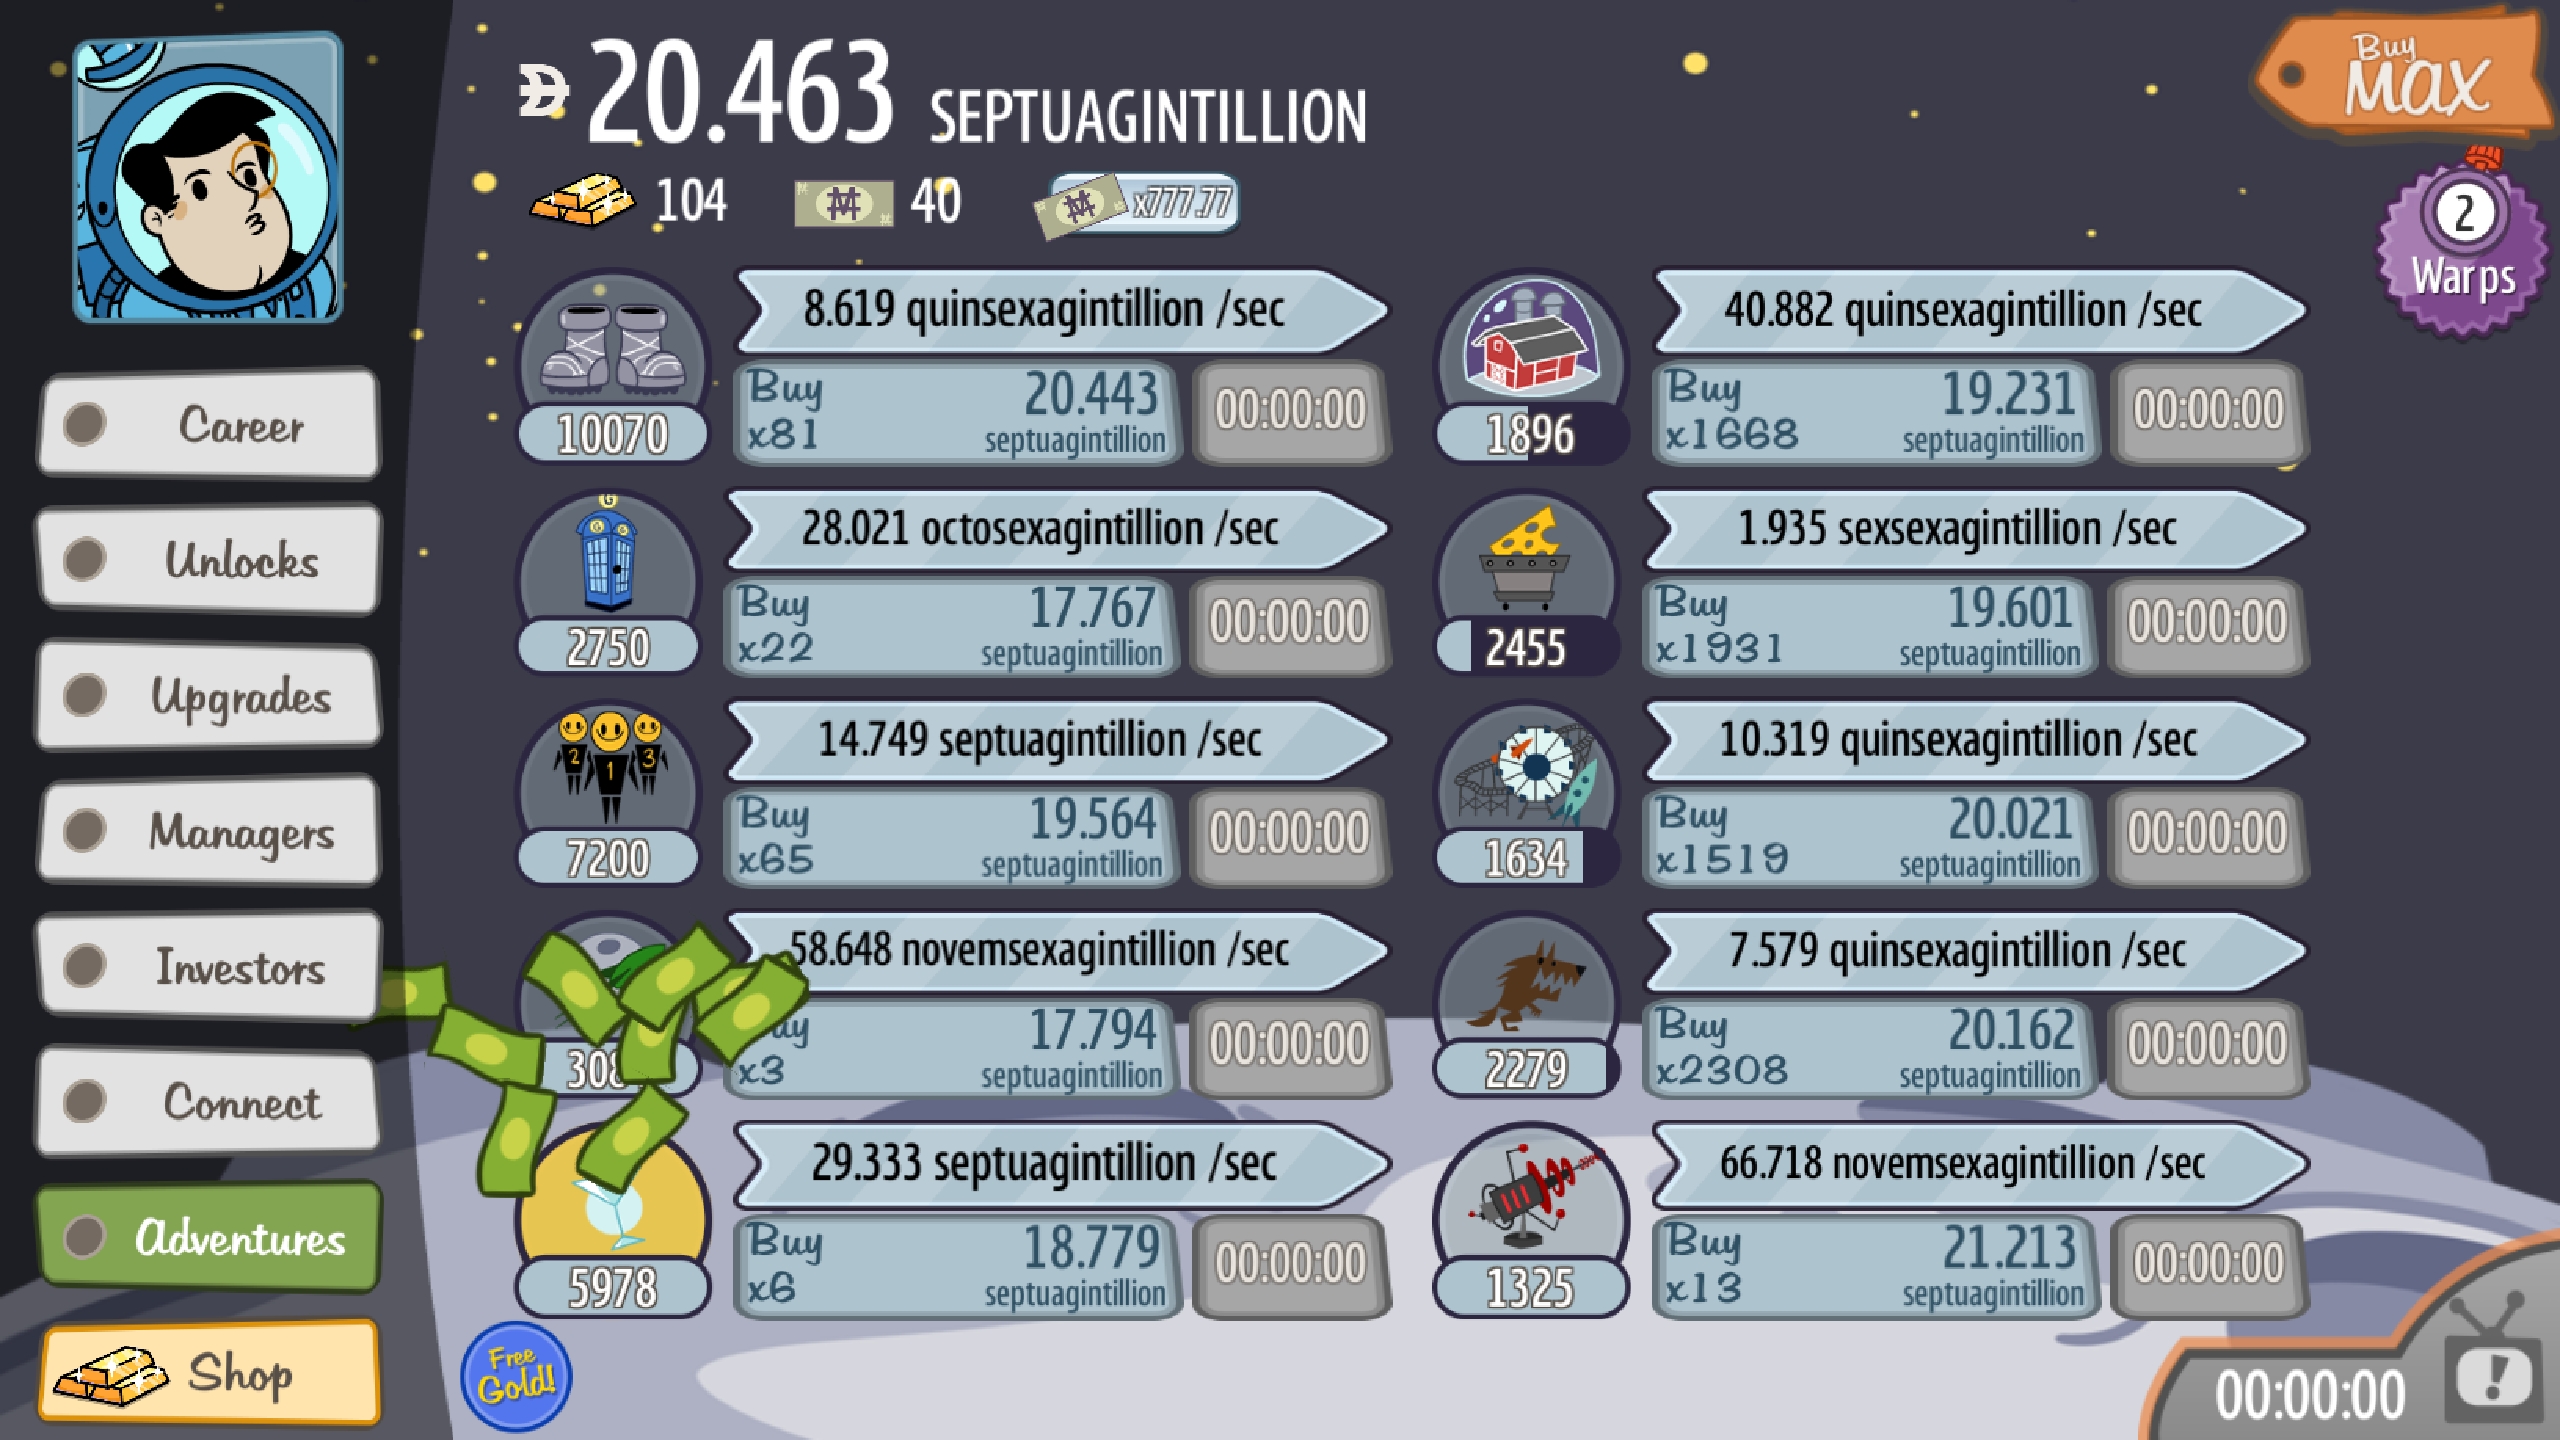 20.463 SEPTUAGINTILLION
Buy
MAX
104
40
x777.77
2
Warps
Career
Unlocks
Upgrades
Managers
Investors
Connect
Adventures
Shop
8.619 quinsexagintillion /sec
10070
Buy
x81
20.443
septuagintillion
00:00:00
28.021 octosexagintillion /sec
2750
Buy
x22
17.767
septuagintillion
00:00:00
2 1 3
14.749 septuagintillion /sec
7200
Buy
x65
19.564
septuagintillion
00:00:00
58.648 novemsexagintillion /sec
x3
17.794
septuagintillion
00:00:00
29.333 septuagintillion /sec
5978
Buy
x6
18.779
septuagintillion
00:00:00
40.882 quinsexagintillion /sec
1896
Buy
x1668
19.231
septuagintillion
00:00:00
1.935 sexsexagintillion /sec
2455
Buy
x1931
19.601
septuagintillion
00:00:00
10.319 quinsexagintillion /sec
1634
Buy
x1519
20.021
septuagintillion
00:00:00
7.579 quinsexagintillion /sec
2279
Buy
x2308
20.162
septuagintillion
00:00:00
66.718 novemsexagintillion /sec
1325
Buy
x13
21.213
septuagintillion
00:00:00
Free
Gold!
00:00:00
!